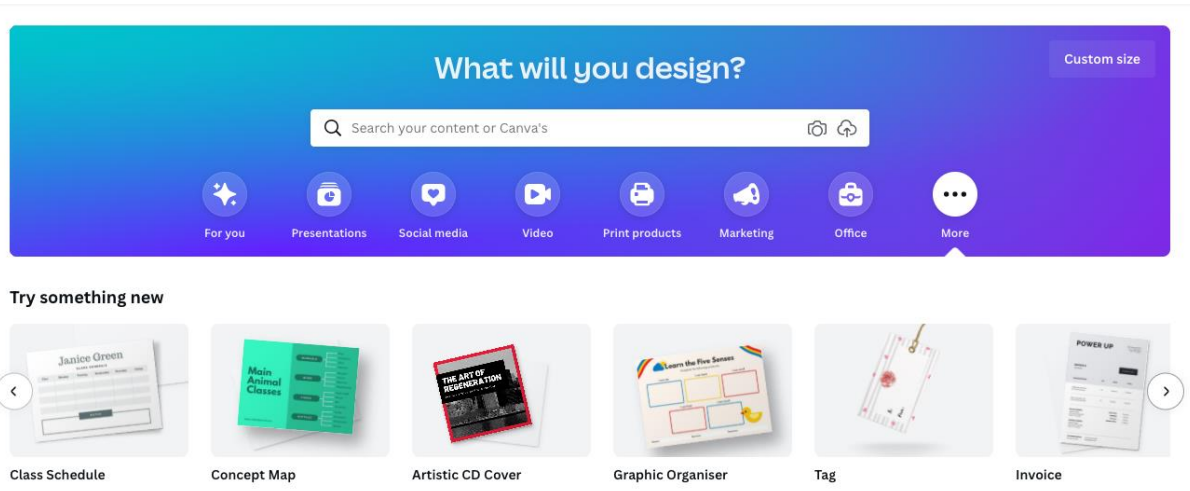 What will you design?
Custom size
Search your content or Canva's
For you
Presentations
Social media
Video
Print products
Marketing
Office
More
Try something new
Janice Green
CLASS SCHEDULE
Main
Animal
Classes
THE ART OF
REGENERATION
Learn the Five Senses
POWER UP
Class Schedule
Concept Map
Artistic CD Cover
Graphic Organiser
Tag
Invoice